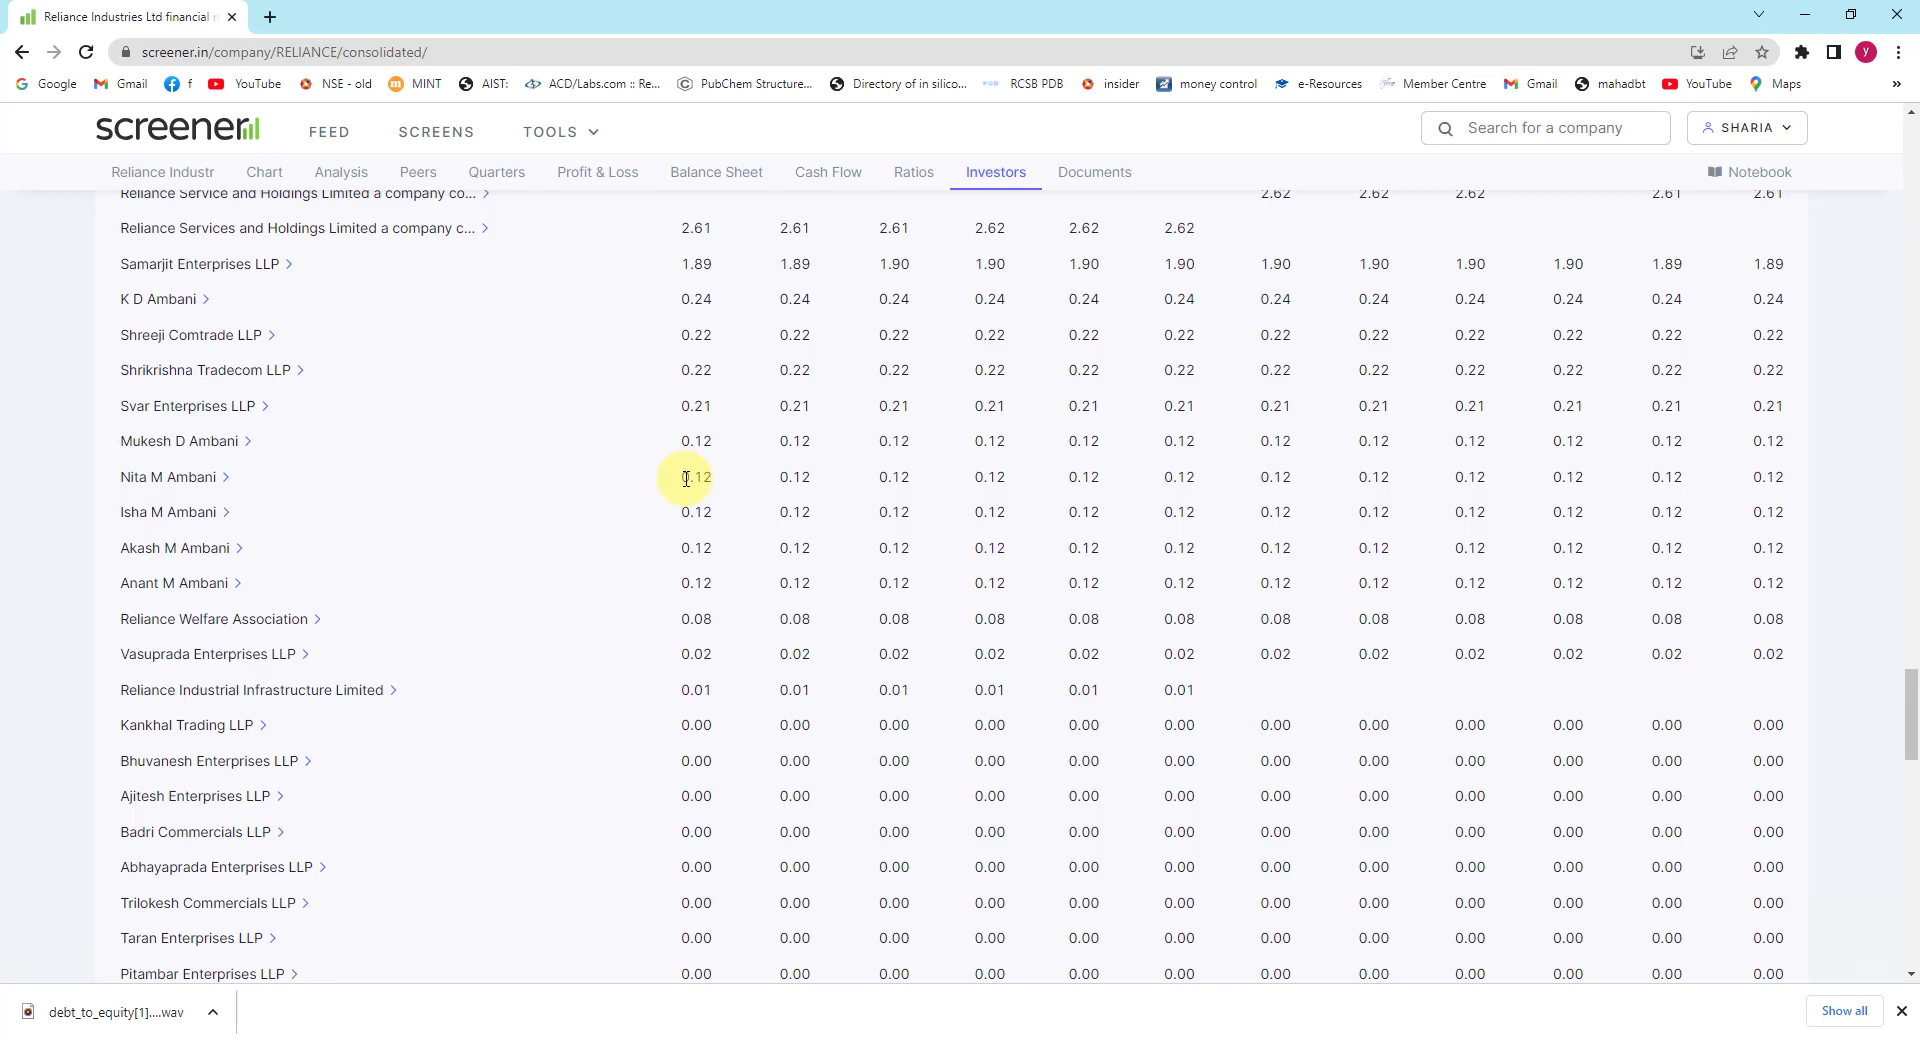 Reliance Industries Ltd financial r
screener.in/company/RELIANCE/consolidated/
Google Gmail f YouTube NSE - old MINT AIST: ACD/Labs.com :: Re... PubChem Structure... Directory of in silico... RCSB PDB insider money control e-Resources Member Centre Gmail mahadbt YouTube Maps »
screener FEED SCREENS TOOLS Search for a company SHARIA
Reliance Industr Chart Analysis Peers Quarters Profit & Loss Balance Sheet Cash Flow Ratios Investors Documents Notebook
Reliance Service and Holdings Limited a company co... 2.62 2.62 2.62 2.61 2.61
Reliance Services and Holdings Limited a company c... 2.61 2.61 2.61 2.62 2.62 2.62
Samarjit Enterprises LLP 1.89 1.89 1.90 1.90 1.90 1.90 1.90 1.90 1.90 1.90 1.89 1.89
K D Ambani 0.24 0.24 0.24 0.24 0.24 0.24 0.24 0.24 0.24 0.24 0.24 0.24
Shreeji Comtrade LLP 0.22 0.22 0.22 0.22 0.22 0.22 0.22 0.22 0.22 0.22 0.22 0.22
Shrikrishna Tradecom LLP 0.22 0.22 0.22 0.22 0.22 0.22 0.22 0.22 0.22 0.22 0.22 0.22
Svar Enterprises LLP 0.21 0.21 0.21 0.21 0.21 0.21 0.21 0.21 0.21 0.21 0.21 0.21
Mukesh D Ambani 0.12 0.12 0.12 0.12 0.12 0.12 0.12 0.12 0.12 0.12 0.12 0.12
Nita M Ambani 0.12 0.12 0.12 0.12 0.12 0.12 0.12 0.12 0.12 0.12 0.12 0.12
Isha M Ambani 0.12 0.12 0.12 0.12 0.12 0.12 0.12 0.12 0.12 0.12 0.12 0.12
Akash M Ambani 0.12 0.12 0.12 0.12 0.12 0.12 0.12 0.12 0.12 0.12 0.12 0.12
Anant M Ambani 0.12 0.12 0.12 0.12 0.12 0.12 0.12 0.12 0.12 0.12 0.12 0.12
Reliance Welfare Association 0.08 0.08 0.08 0.08 0.08 0.08 0.08 0.08 0.08 0.08 0.08 0.08
Vasuprada Enterprises LLP 0.02 0.02 0.02 0.02 0.02 0.02 0.02 0.02 0.02 0.02 0.02 0.02
Reliance Industrial Infrastructure Limited 0.01 0.01 0.01 0.01 0.01 0.01
Kankhal Trading LLP 0.00 0.00 0.00 0.00 0.00 0.00 0.00 0.00 0.00 0.00 0.00 0.00
Bhuvanesh Enterprises LLP 0.00 0.00 0.00 0.00 0.00 0.00 0.00 0.00 0.00 0.00 0.00 0.00
Ajitesh Enterprises LLP 0.00 0.00 0.00 0.00 0.00 0.00 0.00 0.00 0.00 0.00 0.00 0.00
Badri Commercials LLP 0.00 0.00 0.00 0.00 0.00 0.00 0.00 0.00 0.00 0.00 0.00 0.00
Abhayaprada Enterprises LLP 0.00 0.00 0.00 0.00 0.00 0.00 0.00 0.00 0.00 0.00 0.00 0.00
Trilokesh Commercials LLP 0.00 0.00 0.00 0.00 0.00 0.00 0.00 0.00 0.00 0.00 0.00 0.00
Taran Enterprises LLP 0.00 0.00 0.00 0.00 0.00 0.00 0.00 0.00 0.00 0.00 0.00 0.00
Pitambar Enterprises LLP 0.00 0.00 0.00 0.00 0.00 0.00 0.00 0.00 0.00 0.00 0.00 0.00
debt_to_equity[1]....wav Show all